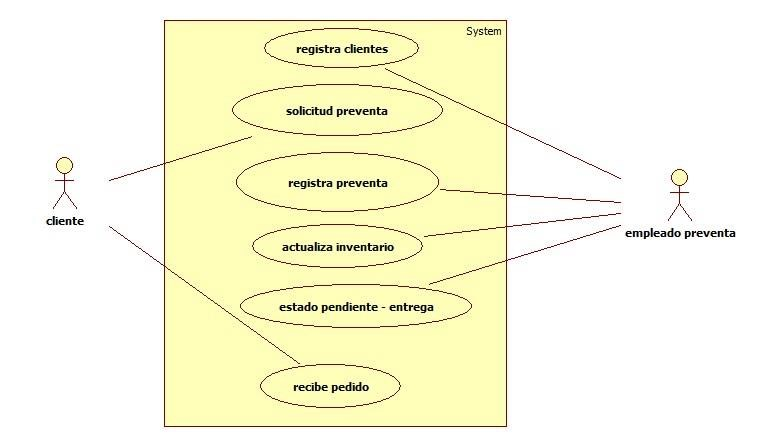 System
registra clientes
solicitud preventa
registra preventa
cliente
empleado preventa
actualiza inventario
estado pendiente - entrega
recibe pedido